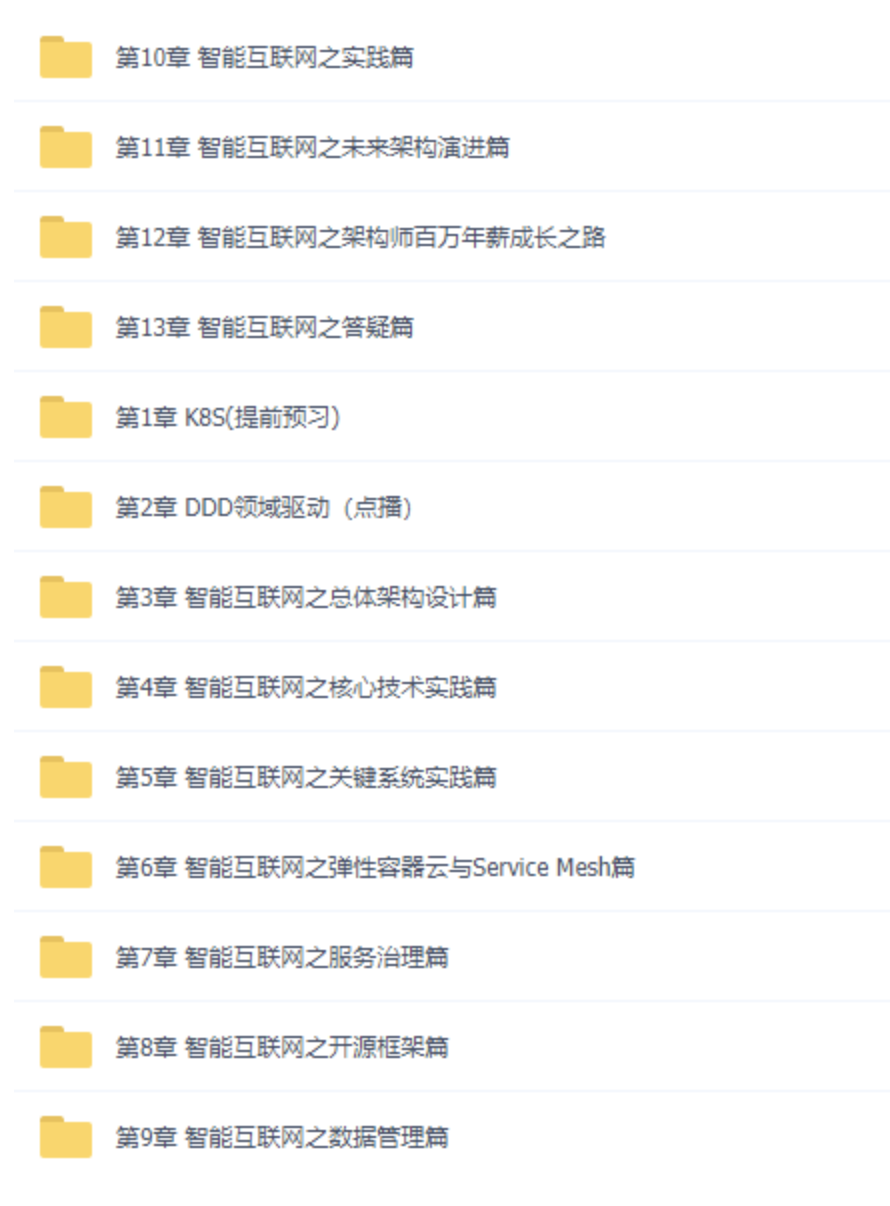 第10章 智能互联网之实践篇
第11章 智能互联网之未来架构演进篇
第12章 智能互联网之架构师百万年薪成长之路
第13章 智能互联网之答疑篇
第1章 K8S(提前预习)
第2章 DDD领域驱动（点播）
第3章 智能互联网之总体架构设计篇
第4章 智能互联网之核心技术实践篇
第5章 智能互联网之关键系统实践篇
第6章 智能互联网之弹性容器云与Service Mesh篇
第7章 智能互联网之服务治理篇
第8章 智能互联网之开源框架篇
第9章 智能互联网之数据管理篇